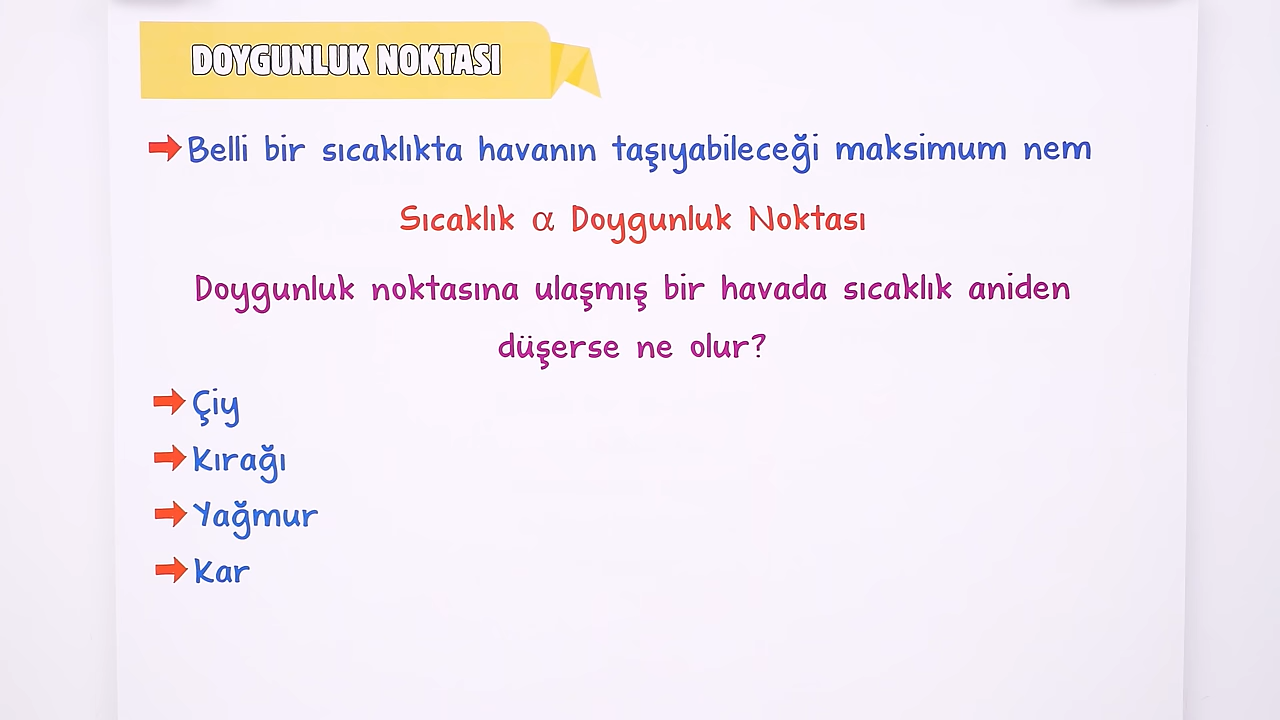 DOYGUNLUK NOKTASI
Belli bir sıcaklıkta havanın taşıyabileceği maksimum nem
Sıcaklık α Doygunluk Noktası
Doygunluk noktasına ulaşmış bir havada sıcaklık aniden
düşerse ne olur?
Çiy
Kırağı
Yağmur
Kar